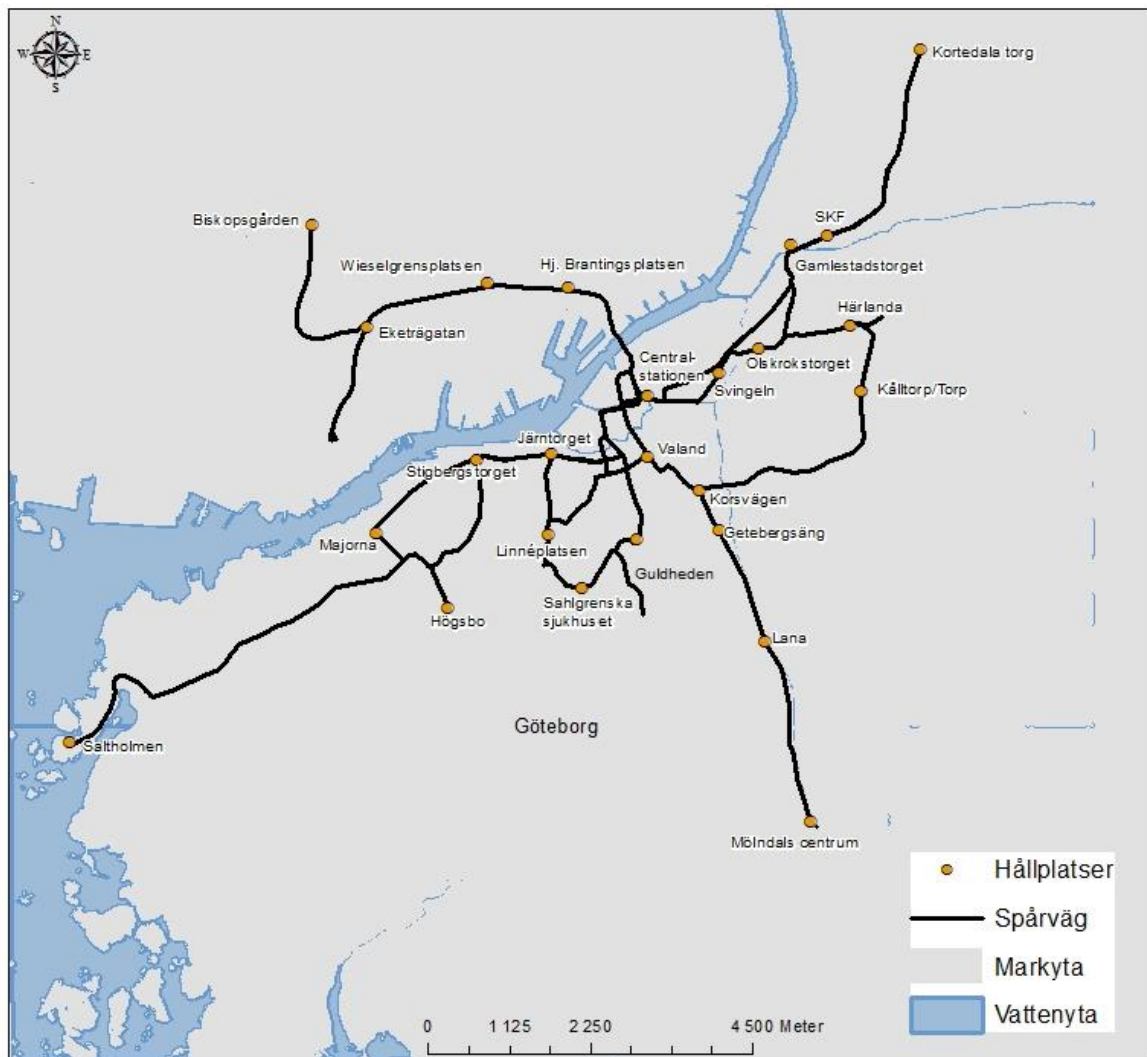 N
W E
S
Kortedala torg
Biskopsgården
SKF
Wieselgrensplatsen
Hj. Brantingsplatsen
Gamlestadstorget
Härlanda
Eketrägatan
Central-
stationen
Olskrokstorget
Svingeln
Kålltorp/Torp
Järntorget
Valand
Stigbergstorget
Korsvägen
Getebergsäng
Majorna
Linnéplatsen
Guldheden
Högsbo
Sahlgrenska
sjukhuset
Lana
Göteborg
Saltholmen
Mölndals centrum
Hållplatser
Spårväg
Markyta
Vattenyta
0 1 125 2 250 4 500 Meter